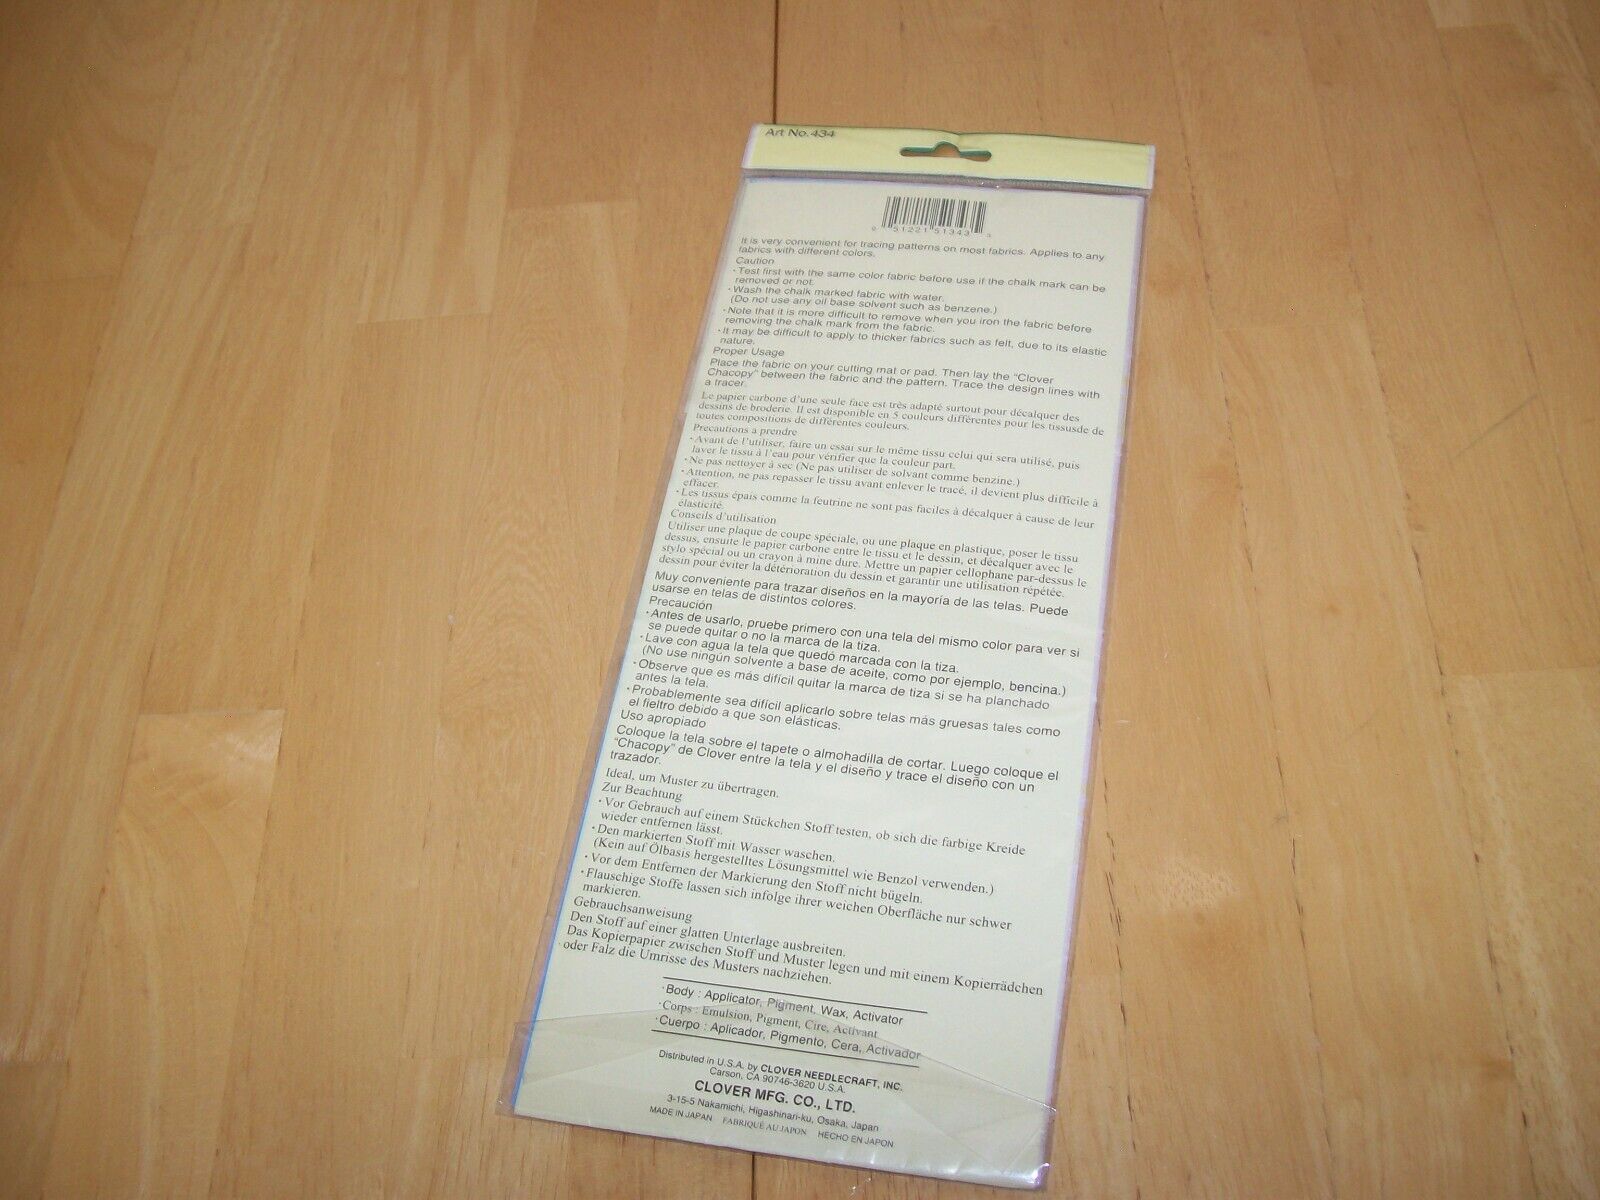 Art No.434
0 51221 51343 3
It is very convenient for tracing patterns on most fabrics. Applies to any
fabrics with different colors.
Caution
·Test first with the same color fabric before use if the chalk mark can be
removed or not.
·Wash the chalk marked fabric with water.
(Do not use any oil base solvent such as benzene.)
·Note that it is more difficult to remove when you iron the fabric before
removing the chalk mark from the fabric.
·It may be difficult to apply to thicker fabrics such as felt, due to its elastic
nature.
Proper Usage
Place the fabric on your cutting mat or pad. Then lay the "Clover
Chacopy" between the fabric and the pattern. Trace the design lines with
a tracer.
Le papier carbone d'une seule face est très adapté surtout pour décalquer des
dessins de broderie. Il est disponible en 5 couleurs différentes pour les tissusde de
toutes compositions de différentes couleurs.
Precautions a prendre
·Avant de l'utiliser, faire un essai sur le même tissu celui qui sera utilisé, puis
laver le tissu à l'eau pour vérifier que la couleur part.
·Ne pas nettoyer à sec (Ne pas utiliser de solvant comme benzine.)
·Attention, ne pas repasser le tissu avant enlever le tracé, il devient plus difficile à
effacer.
·Les tissus épais comme la feutrine ne sont pas faciles à décalquer à cause de leur
élasticité.
Conseils d'utilisation
Utiliser une plaque de coupe spéciale, ou une plaque en plastique, poser le tissu
dessus, ensuite le papier carbone entre le tissu et le dessin, et décalquer avec le
stylo spécial ou un crayon à mine dure. Mettre un papier cellophane par-dessus le
dessin pour éviter la détérioration du dessin et garantir une utilisation répétée.
Muy conveniente para trazar diseños en la mayoría de las telas. Puede
usarse en telas de distintos colores.
Precaución
·Antes de usarlo, pruebe primero con una tela del mismo color para ver si
se puede quitar o no la marca de la tiza.
·Lave con agua la tela que quedó marcada con la tiza.
(No use ningún solvente a base de aceite, como por ejemplo, bencina.)
·Observe que es más difícil quitar la marca de tiza si se ha planchado
antes la tela.
·Probablemente sea difícil aplicarlo sobre telas más gruesas tales como
el fieltro debido a que son elásticas.
Uso apropiado
Coloque la tela sobre el tapete o almohadilla de cortar. Luego coloque el
"Chacopy" de Clover entre la tela y el diseño y trace el diseño con un
trazador.
Ideal, um Muster zu übertragen.
Zur Beachtung
·Vor Gebrauch auf einem Stückchen Stoff testen, ob sich die farbige Kreide
wieder entfernen lässt.
·Den markierten Stoff mit Wasser waschen.
(Kein auf Ölbasis hergestelltes Lösungsmittel wie Benzol verwenden.)
·Vor dem Entfernen der Markierung den Stoff nicht bügeln.
·Flauschige Stoffe lassen sich infolge ihrer weichen Oberfläche nur schwer
markieren.
Gebrauchsanweisung
Den Stoff auf einer glatten Unterlage ausbreiten.
Das Kopierpapier zwischen Stoff und Muster legen und mit einem Kopierrädchen
oder Falz die Umrisse des Musters nachziehen.
·Body : Applicator, Pigment, Wax, Activator
·Corps : Emulsion, Pigment, Cire, Activant
·Cuerpo : Aplicador, Pigmento, Cera, Activador
Distributed in U.S.A. by CLOVER NEEDLECRAFT, INC.
Carson, CA 90746-3620 U.S.A.
CLOVER MFG. CO., LTD.
3-15-5 Nakamichi, Higashinari-ku, Osaka, Japan
MADE IN JAPAN FABRIQUÉ AU JAPON HECHO EN JAPON